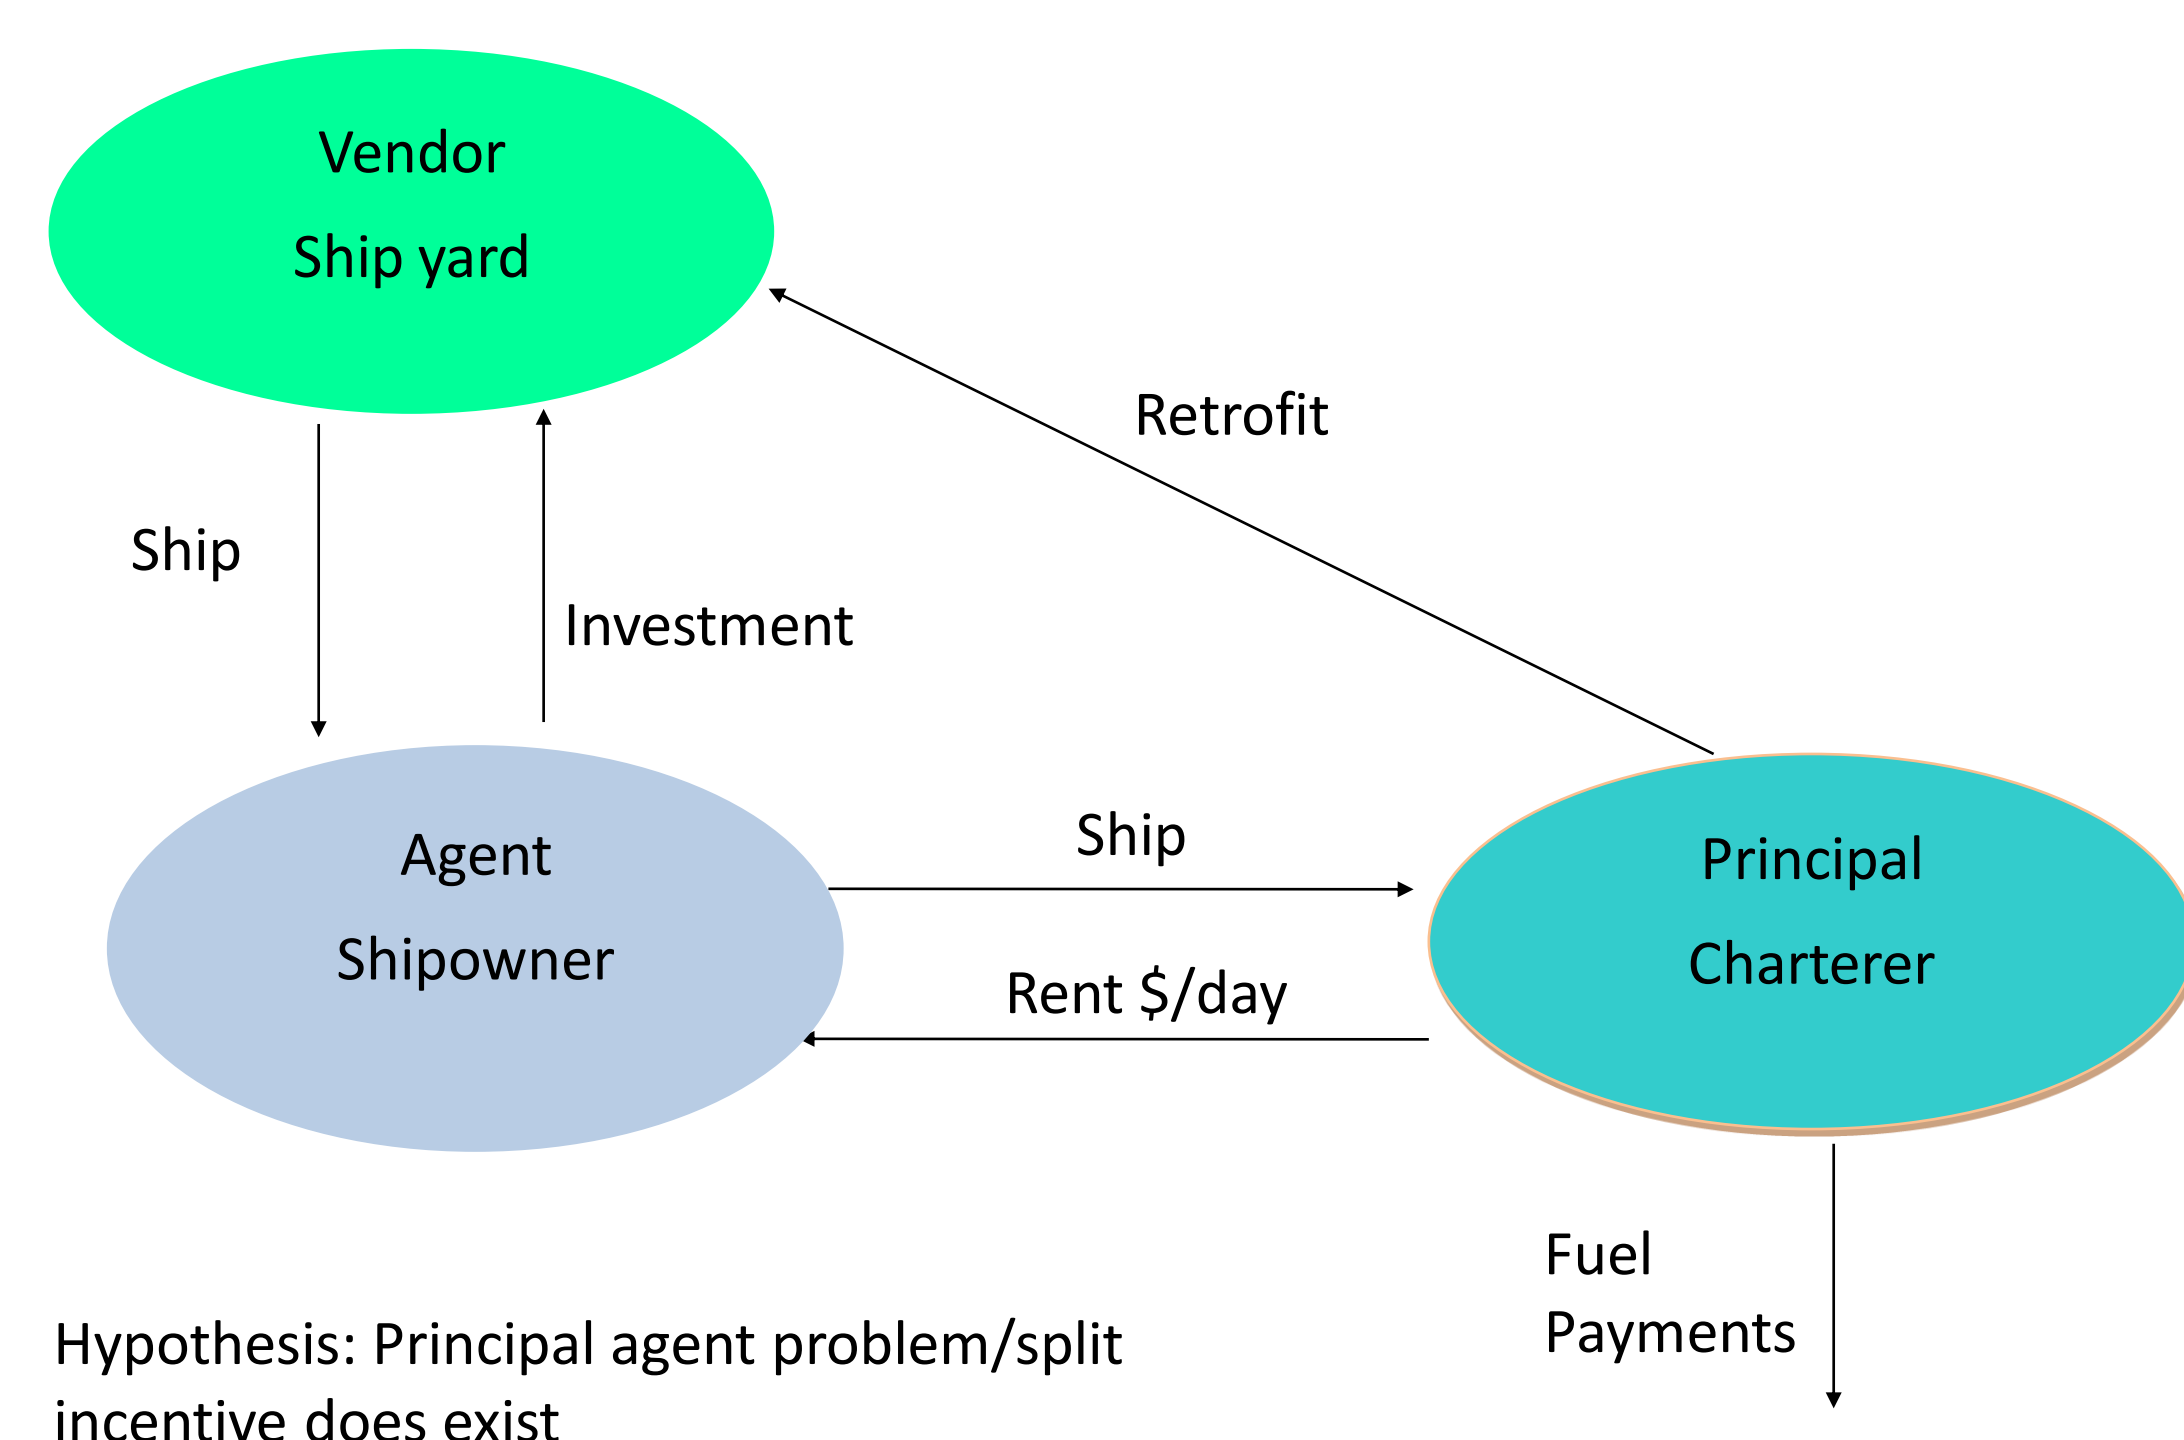 Vendor
Ship yard
Retrofit
Ship
Investment
Agent
Shipowner
Ship
Rent $/day
Principal
Charterer
Fuel
Payments
Hypothesis: Principal agent problem/split
incentive does exist